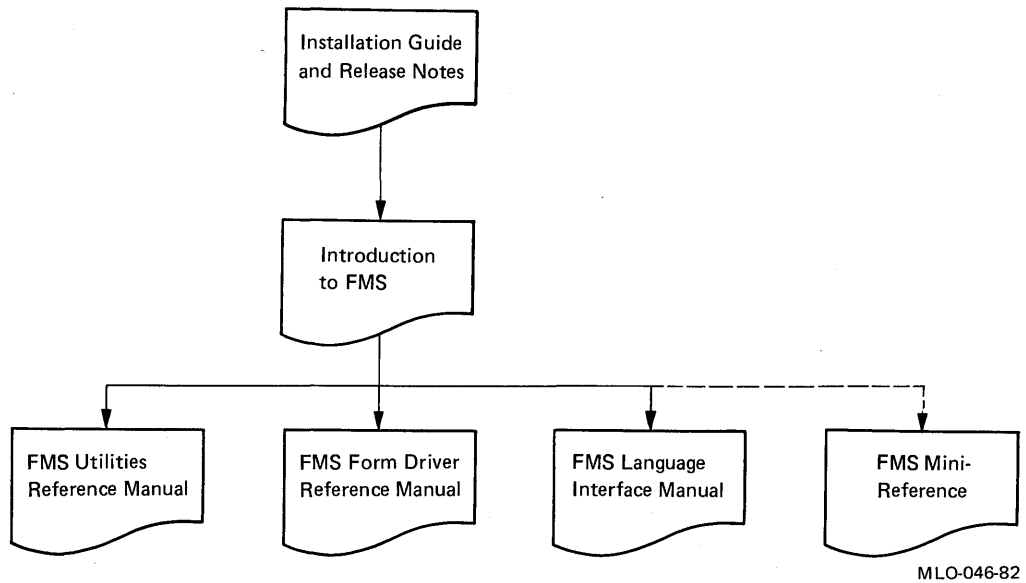 Installation Guide
and Release Notes
Introduction
to FMS
FMS Utilities
Reference Manual
FMS Form Driver
Reference Manual
FMS Language
Interface Manual
FMS Mini-
Reference
MLO-046-82